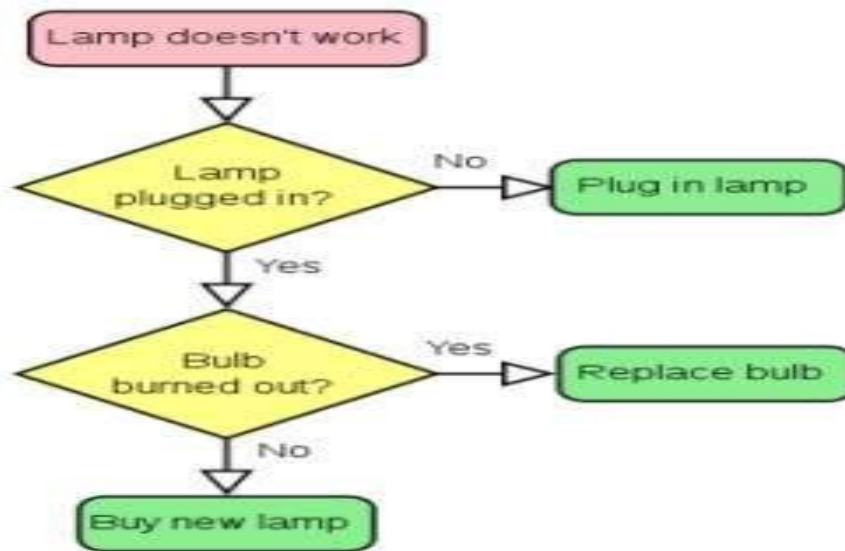 Lamp doesn't work
Lamp
plugged in?
No
Plug in lamp
Yes
Bulb
burned out?
Yes
Replace bulb
No
Buy new lamp